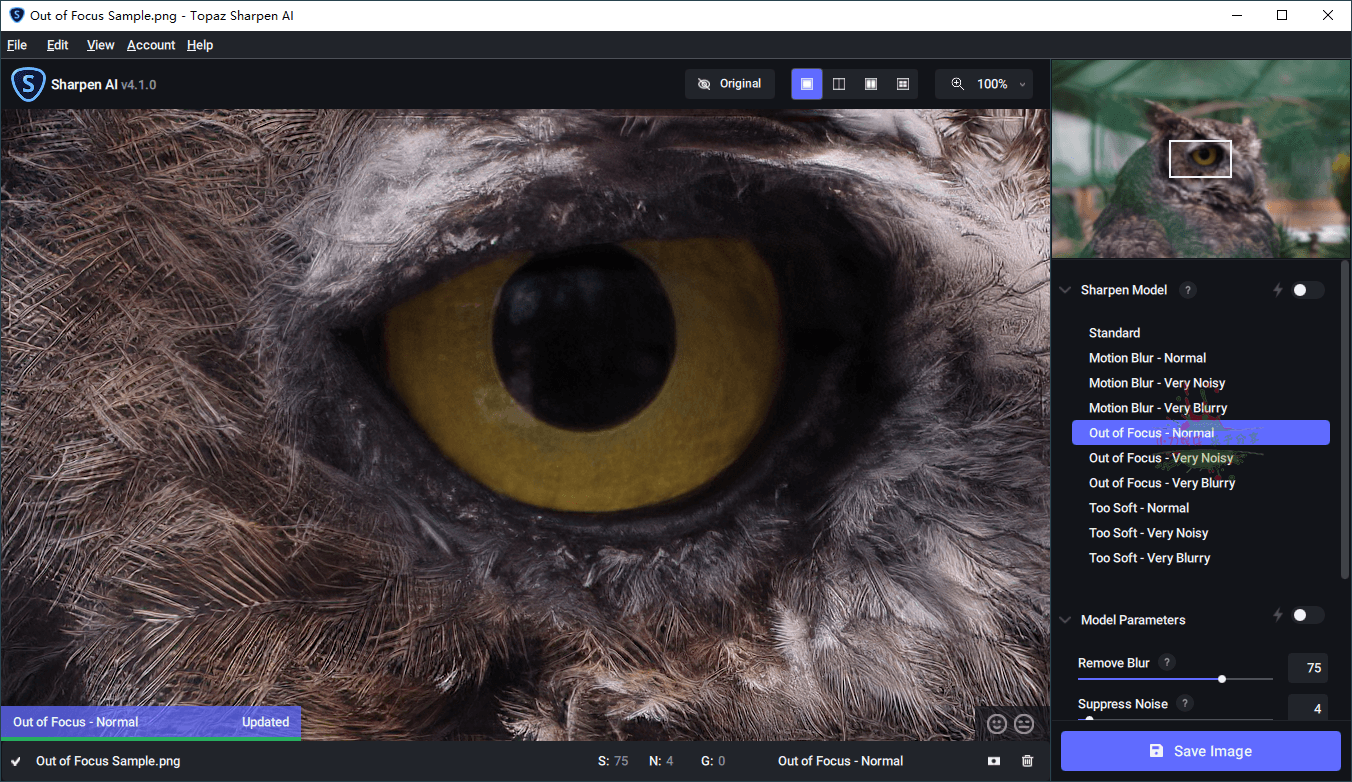 Out of Focus Sample.png - Topaz Sharpen AI
File Edit View Account Help
Sharpen AI v4.1.0
Original
100%
Sharpen Model ?
Standard
Motion Blur - Normal
Motion Blur - Very Noisy
Motion Blur - Very Blurry
Out of Focus - Normal
Out of Focus - Very Noisy
Out of Focus - Very Blurry
Too Soft - Normal
Too Soft - Very Noisy
Too Soft - Very Blurry
Model Parameters
Remove Blur ? 75
Suppress Noise ? 4
Save Image
Out of Focus - Normal Updated
Out of Focus Sample.png S: 75 N: 4 G: 0 Out of Focus - Normal